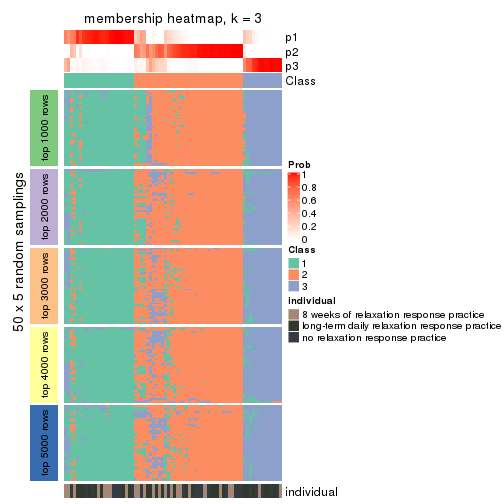 membership heatmap, k = 3
p1
p2
p3
Class
50 x 5 random samplings
top 1000 rows
top 2000 rows
top 3000 rows
top 4000 rows
top 5000 rows
Prob
1
0.8
0.6
0.4
0.2
0
Class
1
2
3
individual
8 weeks of relaxation response practice
long-term daily relaxation response practice
no relaxation response practice
individual